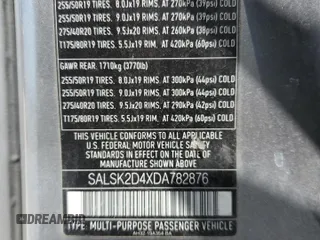 255/50R19 TIRES. 8.0Jx19 RIMS. AT 270kPa (39psi) COLD
255/50R19 TIRES. 9.0Jx19 RIMS. AT 270kPa (39psi) COLD
275/40R20 TIRES. 9.5Jx20 RIMS. AT 260kPa (38psi) COLD
T175/80R19 TIRES. 5.5Jx19 RIM. AT 420kPa (60psi) COLD
GAWR REAR. 1710kg (3770lb)
255/50R19 TIRES. 8.0Jx19 RIMS. AT 300kPa (44psi) COLD
255/50R19 TIRES. 9.0Jx19 RIMS. AT 300kPa (44psi) COLD
275/40R20 TIRES. 9.5Jx20 RIMS. AT 290kPa (42psi) COLD
T175/80R19 TIRES. 5.5Jx19 RIM. AT 420kPa (60psi) COLD
THIS VEHICLE CONFORMS TO ALL APPLICABLE
U.S. FEDERAL MOTOR VEHICLE SAFETY
STANDARDS IN EFFECT ON THE DATE OF
MANUFACTURE SHOWN ABOVE.
SALSK2D4XDA782876
TYPE: MULTI-PURPOSE PASSENGER VEHICLE
DREAMBID